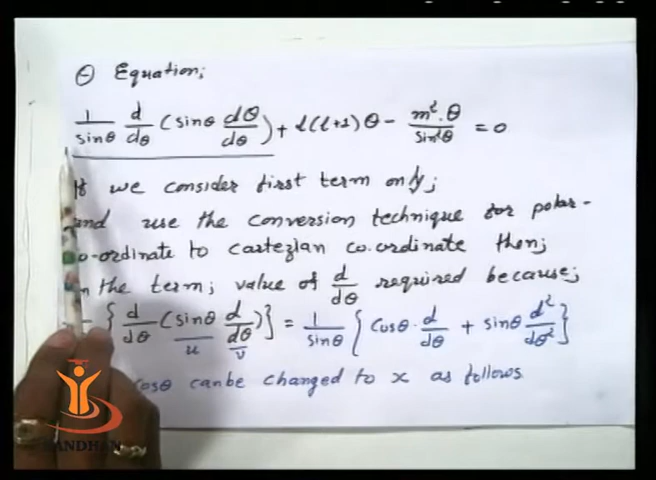 Θ Equation;
1/sinθ d/dθ (sinθ dΘ/dθ) + l(l+1)Θ - m²·Θ/sin²θ = 0
If we consider first term only;
and use the conversion technique for polar-
co-ordinate to cartezian co.ordinate then;
the term; value of d/dθ required because;
{d/dθ (sinθ d/dθ)} = 1/sinθ {cosθ·d/dθ + sinθ d²/dθ²}
u v
cosθ canbe changed to x as follows
SANDHAN